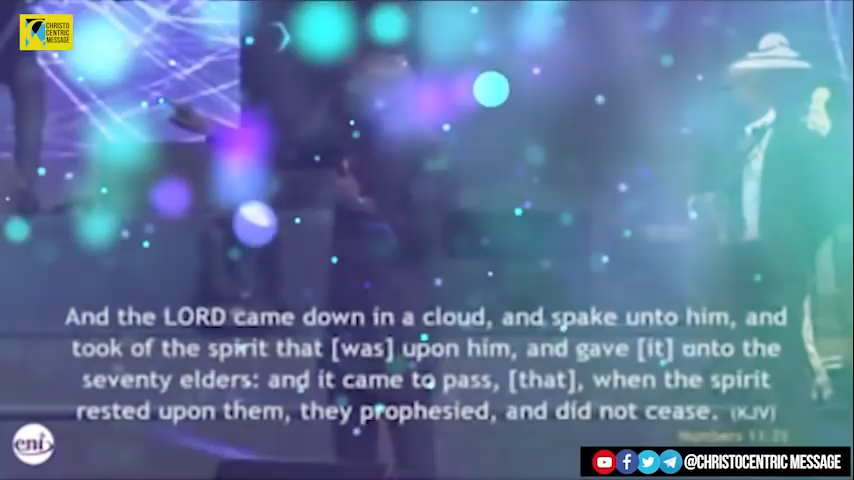 CHRISTO
CENTRIC
MESSAGE
And the LORD came down in a cloud, and spake unto him, and
took of the spirit that [was] upon him, and gave [it] unto the
seventy elders: and it came to pass, [that], when the spirit
rested upon them, they prophesied, and did not cease. (KJV)
Numbers 11:25
eni
@CHRISTOCENTRIC MESSAGE